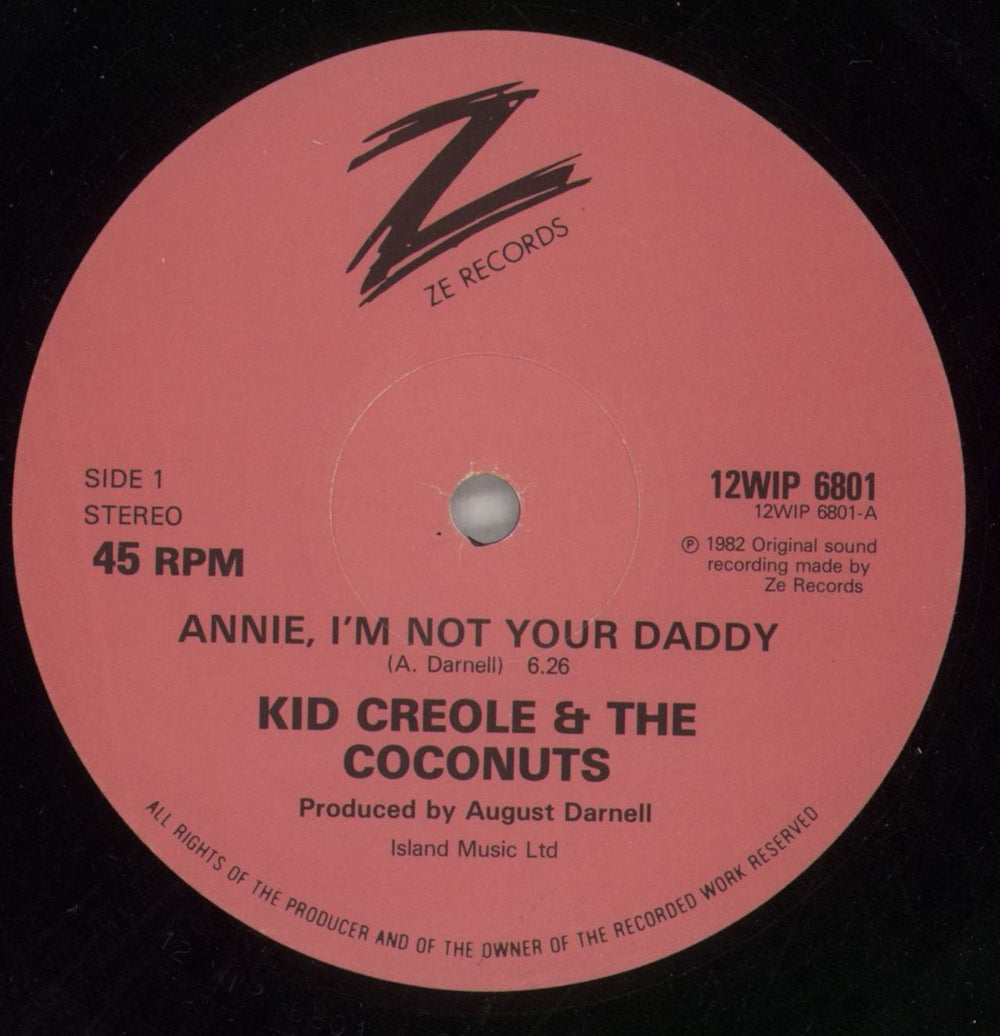 Z
ZE RECORDS
SIDE 1
STEREO
45 RPM
12WIP 6801
12WIP 6801-A
℗ 1982 Original sound
recording made by
Ze Records
ANNIE, I'M NOT YOUR DADDY
(A. Darnell) 6.26
KID CREOLE & THE
COCONUTS
Produced by August Darnell
Island Music Ltd
ALL RIGHTS OF THE PRODUCER AND OF THE OWNER OF THE RECORDED WORK RESERVED